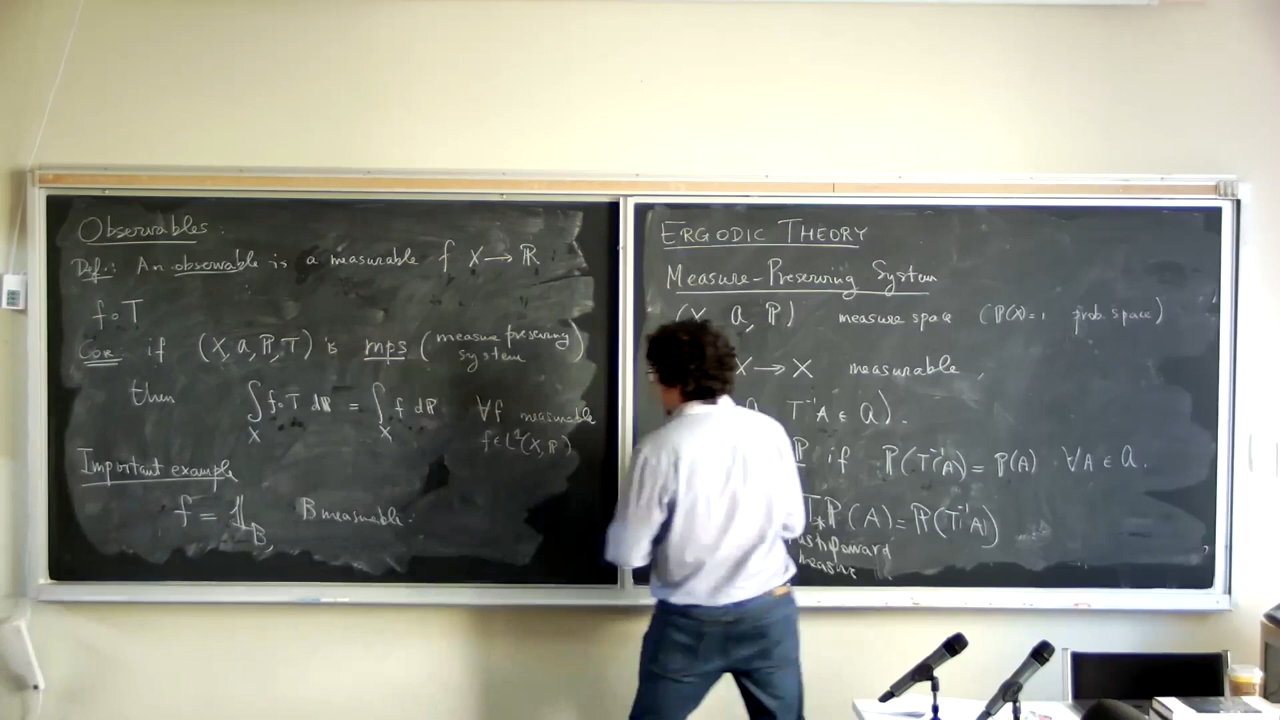 Observables :
Def.: An observable is a measurable f X → ℝ
f∘T
Cor if (X, a, ℙ, T) is mps (measure preserving system)
then ∫_X f∘T dℙ = ∫_X f dℙ ∀f measurable
f∈L¹(X, ℙ)
Important example
f = 𝟙_B, B measurable.
ERGODIC THEORY
Measure-Preserving System
(X, a, ℙ) measure space (ℙ(X)=1 prob. space)
X → X measurable,
T⁻¹A ∈ a).
ℙ if ℙ(T⁻¹A) = ℙ(A) ∀A ∈ a.
T_*ℙ(A) = ℙ(T⁻¹A)
measure